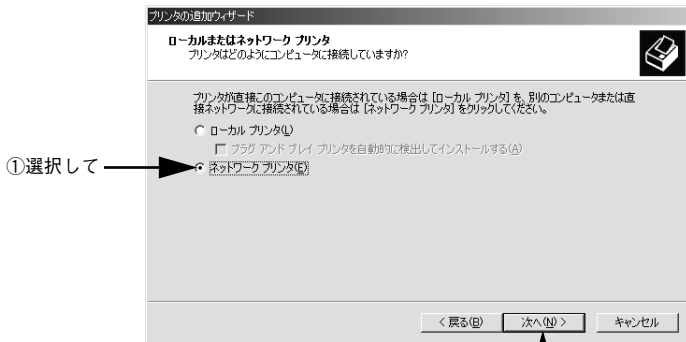 プリンタの追加ウィザード
ローカルまたはネットワーク プリンタ
プリンタはどのようにコンピュータに接続していますか?
プリンタが直接このコンピュータに接続されている場合は [ローカル プリンタ] を、別のコンピュータまたは直
接ネットワークに接続されている場合は [ネットワーク プリンタ] をクリックしてください。
ローカル プリンタ(L)
プラグ アンド プレイ プリンタを自動的に検出してインストールする(A)
①選択して
ネットワーク プリンタ(E)
< 戻る(B) 次へ(N) > キャンセル